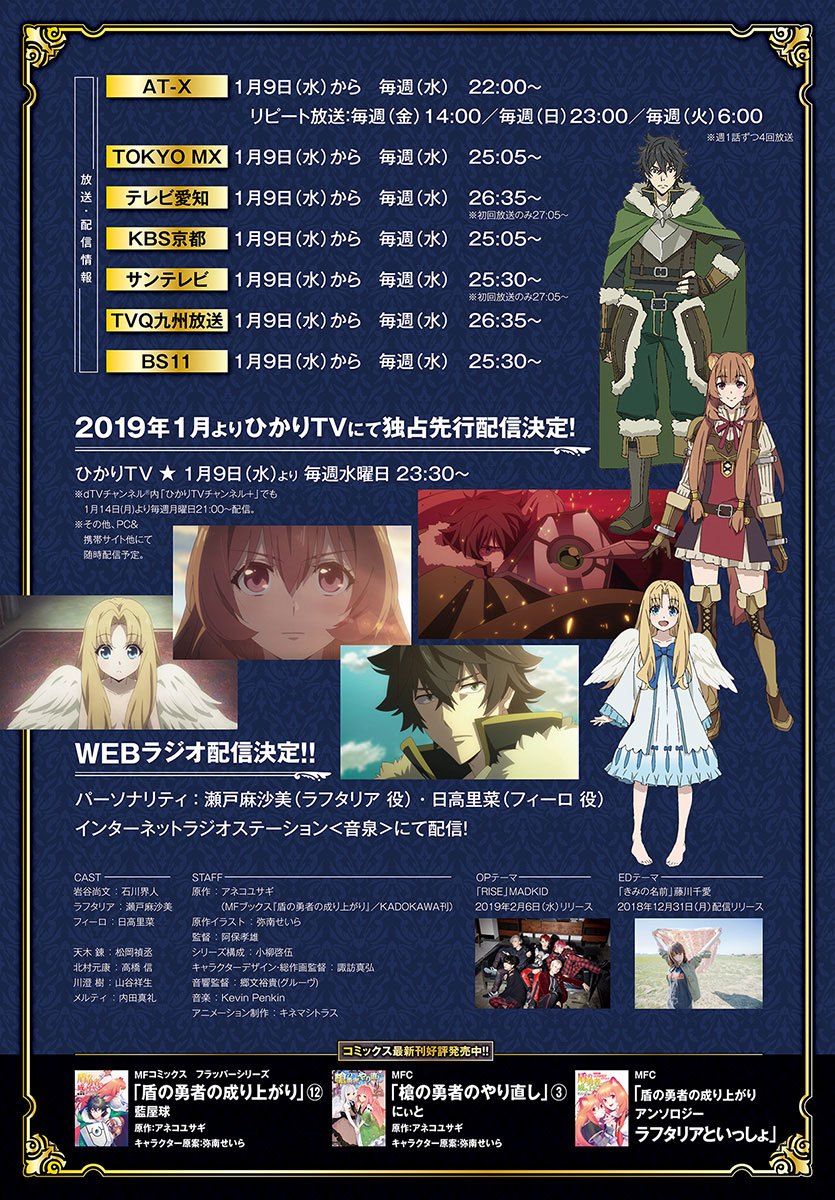 放送・配信情報
AT-X 1月9日(水)から 毎週(水) 22:00〜
リピート放送:毎週(金)14:00/毎週(日)23:00/毎週(火)6:00
※週1話ずつ4回放送
TOKYO MX 1月9日(水)から 毎週(水) 25:05〜
テレビ愛知 1月9日(水)から 毎週(水) 26:35〜
※初回放送のみ27:05〜
KBS京都 1月9日(水)から 毎週(水) 25:05〜
サンテレビ 1月9日(水)から 毎週(水) 25:30〜
※初回放送のみ27:05〜
TVQ九州放送 1月9日(水)から 毎週(水) 26:35〜
BS11 1月9日(水)から 毎週(水) 25:30〜
2019年1月よりひかりTVにて独占先行配信決定!
ひかりTV ★ 1月9日(水)より 毎週水曜日 23:30〜
※dTVチャンネル®内「ひかりTVチャンネル+」でも
1月14日(月)より毎週月曜日21:00〜配信。
※その他、PC&
携帯サイト他にて
随時配信予定。
WEBラジオ配信決定!!
パーソナリティ:瀬戸麻沙美(ラフタリア 役)・日高里菜(フィーロ 役)
インターネットラジオステーション<音泉>にて配信!
CAST
岩谷尚文:石川界人
ラフタリア:瀬戸麻沙美
フィーロ:日高里菜
天木 錬:松岡禎丞
北村元康:高橋 信
川澄 樹:山谷祥生
メルティ:内田真礼
STAFF
原作:アネコユサギ
(MFブックス「盾の勇者の成り上がり」/KADOKAWA刊)
原作イラスト:弥南せいら
監督:阿保孝雄
シリーズ構成:小柳啓伍
キャラクターデザイン・総作画監督:諏訪真弘
音響監督:郷文裕貴(グルーヴ)
音楽:Kevin Penkin
アニメーション制作:キネマシトラス
OPテーマ
「RISE」MADKID
2019年2月6日(水)リリース
EDテーマ
「きみの名前」藤川千愛
2018年12月31日(月)配信リリース
コミックス最新刊好評発売中!!
MFコミックス フラッパーシリーズ
「盾の勇者の成り上がり」⑫
藍屋球
原作:アネコユサギ
キャラクター原案:弥南せいら
MFC
「槍の勇者のやり直し」③
にぃと
原作:アネコユサギ
キャラクター原案:弥南せいら
MFC
「盾の勇者の成り上がり
アンソロジー
ラフタリアといっしょ」